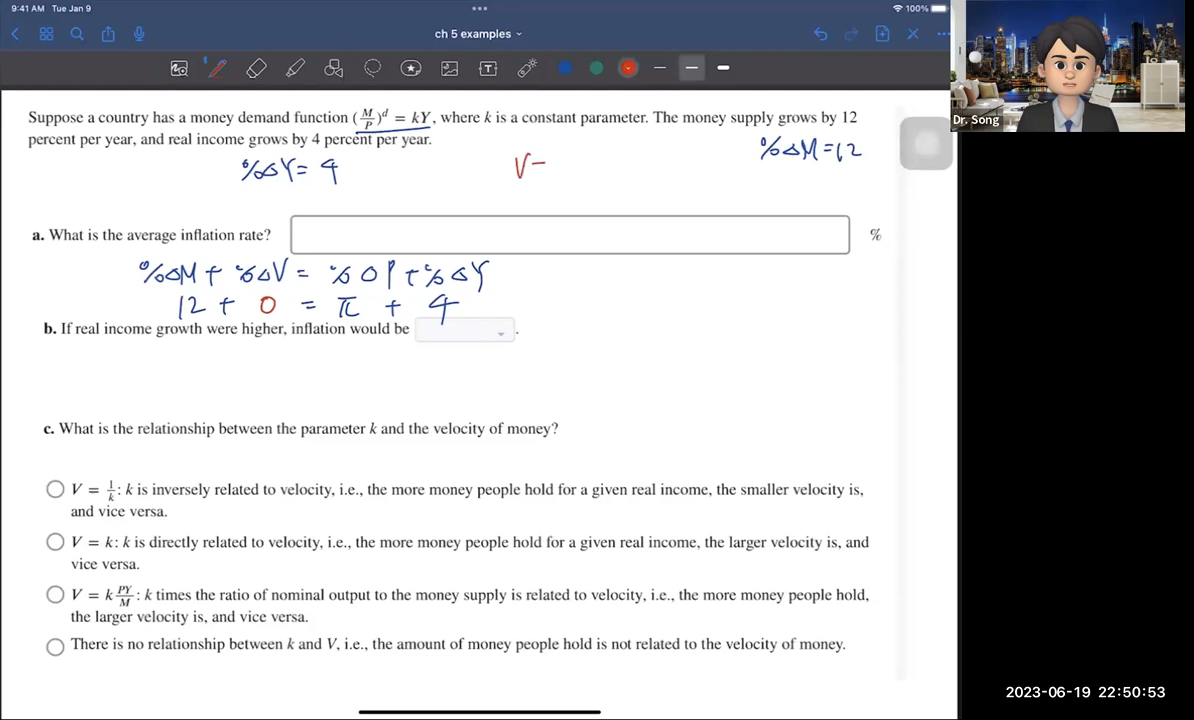 9:41 AM Tue Jan 9
100%
ch 5 examples
Suppose a country has a money demand function (M/P)^d = kY, where k is a constant parameter. The money supply grows by 12
percent per year, and real income grows by 4 percent per year.
%ΔM = 12
%ΔY = 4
V =
a. What is the average inflation rate? %
%ΔM + %ΔV = %ΔP + %ΔY
12 + 0 = π + 4
b. If real income growth were higher, inflation would be .
c. What is the relationship between the parameter k and the velocity of money?
V = 1/k: k is inversely related to velocity, i.e., the more money people hold for a given real income, the smaller velocity is,
and vice versa.
V = k: k is directly related to velocity, i.e., the more money people hold for a given real income, the larger velocity is, and
vice versa.
V = k PY/M: k times the ratio of nominal output to the money supply is related to velocity, i.e., the more money people hold,
the larger velocity is, and vice versa.
There is no relationship between k and V, i.e., the amount of money people hold is not related to the velocity of money.
Dr. Song
2023-06-19 22:50:53